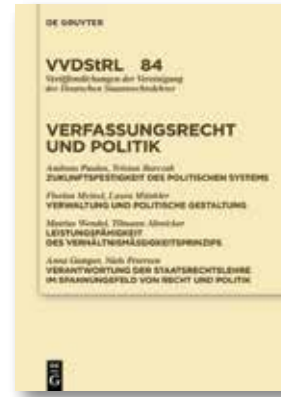 DE GRUYTER
VVDStRL 84
Veröffentlichungen der Vereinigung
der Deutschen Staatsrechtslehrer
VERFASSUNGSRECHT
UND POLITIK
Andreas Paulus, Tristan Barczak
ZUKUNFTSFESTIGKEIT DES POLITISCHEN SYSTEMS
Florian Meinel, Laura Münkler
VERWALTUNG UND POLITISCHE GESTALTUNG
Mattias Wendel, Tilmann Altwicker
LEISTUNGSFÄHIGKEIT
DES VERHÄLTNISMÄSSIGKEITSPRINZIPS
Anna Gamper, Niels Petersen
VERANTWORTUNG DER STAATSRECHTSLEHRE
IM SPANNUNGSFELD VON RECHT UND POLITIK
DE
G